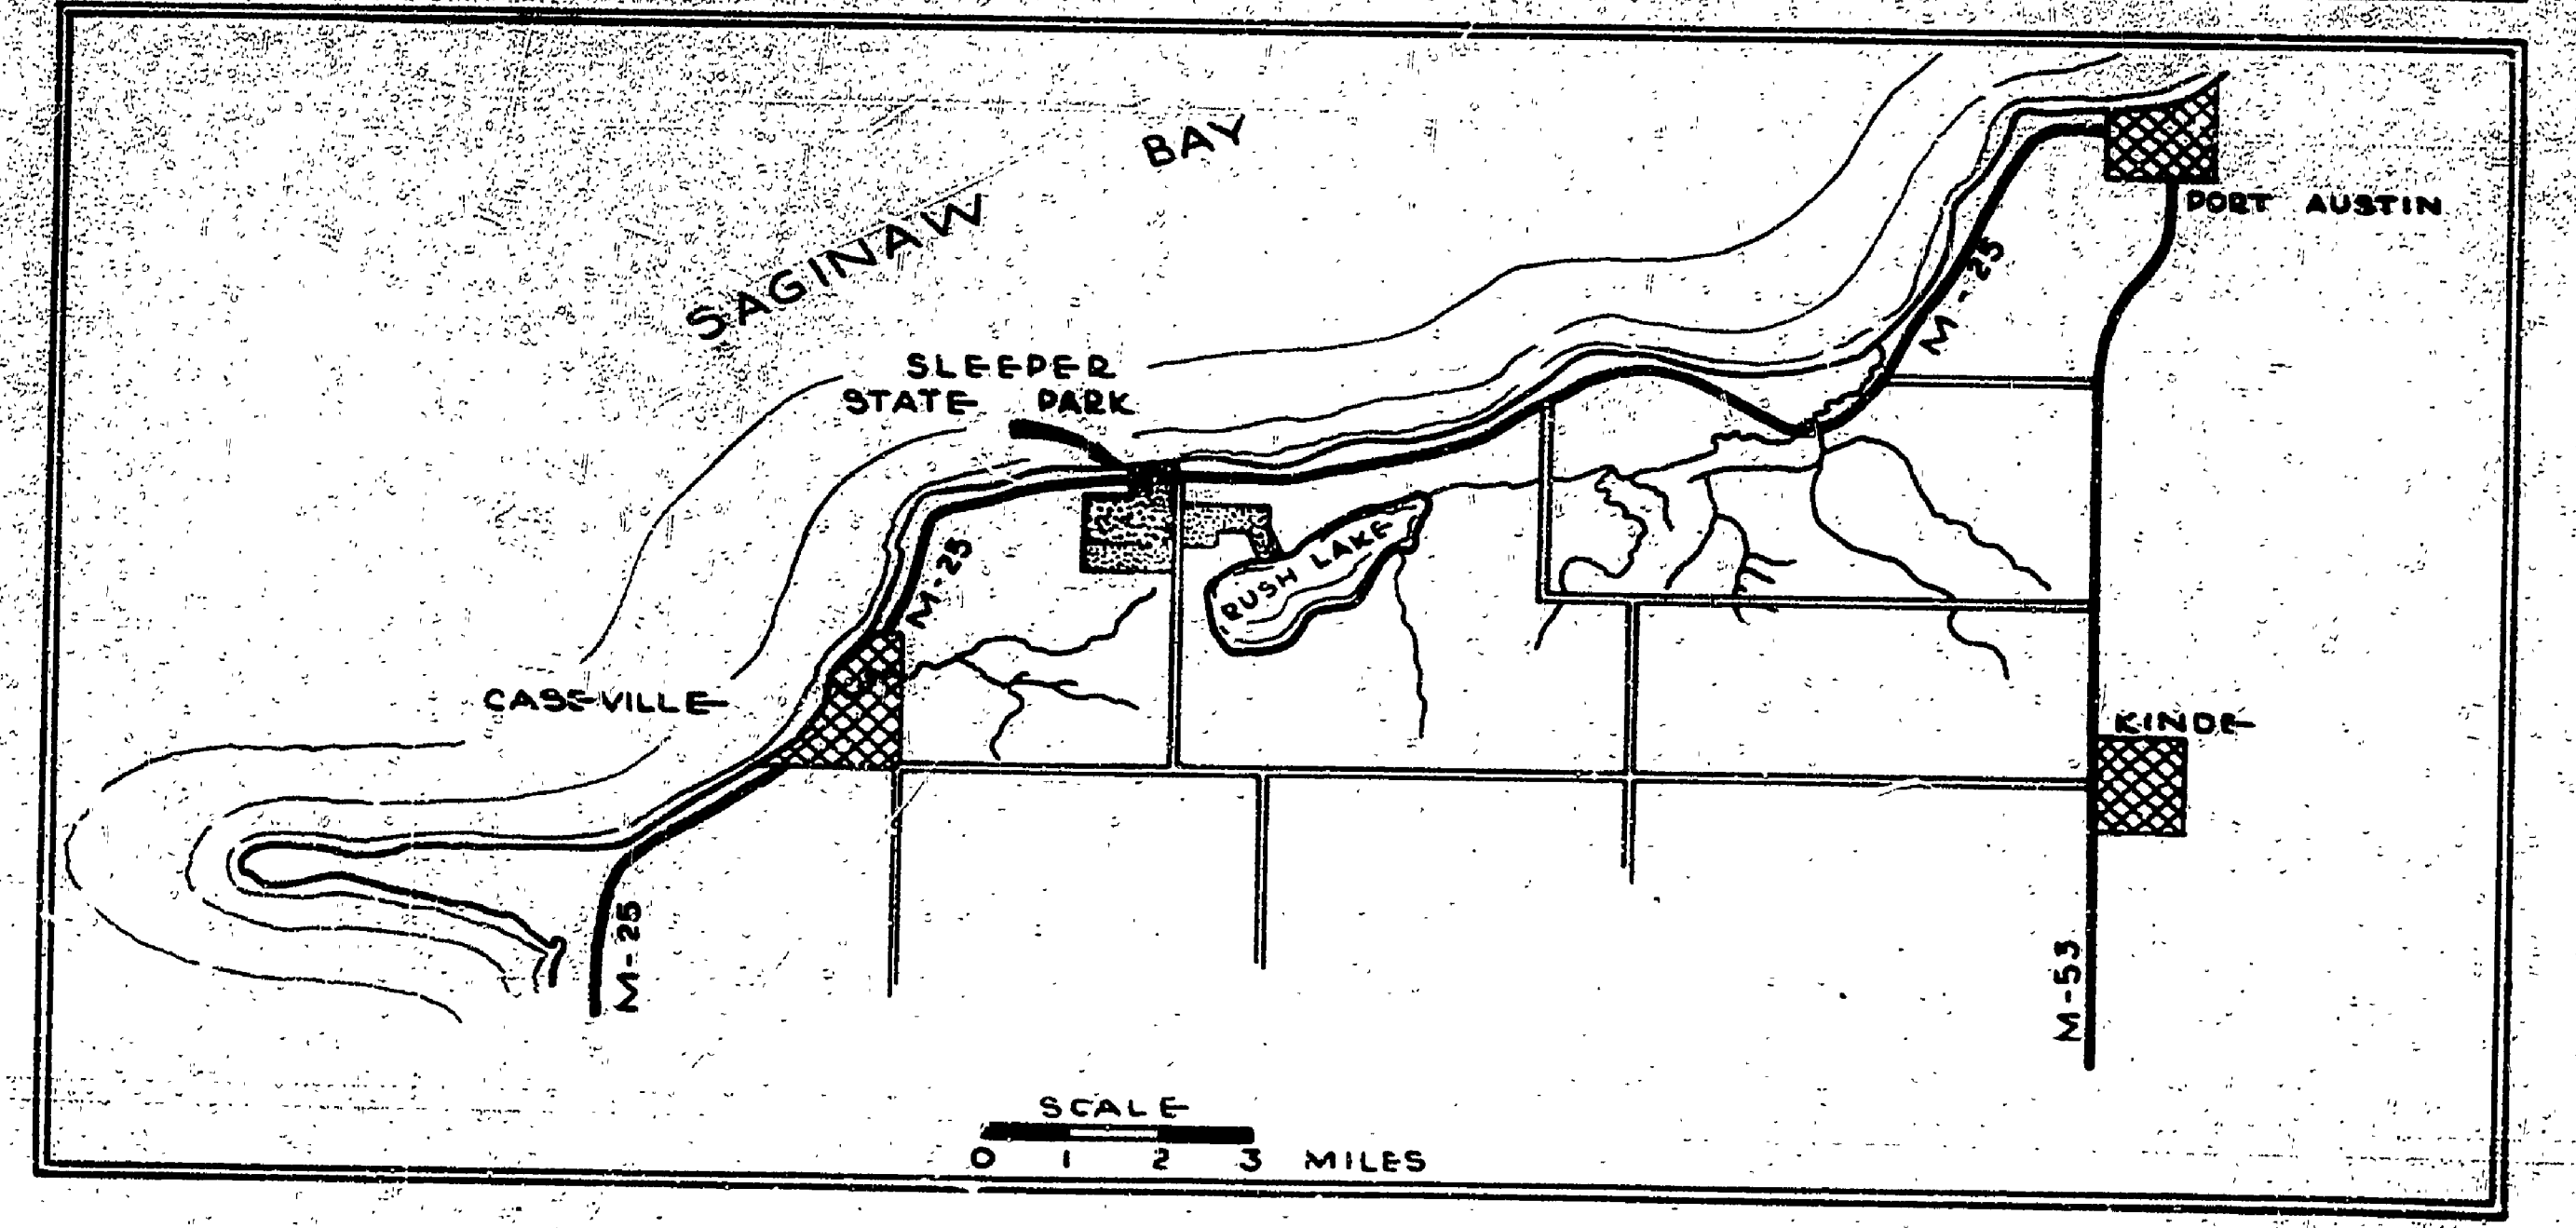 BAY
SAGINAW
PORT AUSTIN
M-25
SLEEPER
STATE PARK
M-25
RUSH LAKE
CASEVILLE
KINDE
M-25
M-53
SCALE
0 1 2 3 MILES